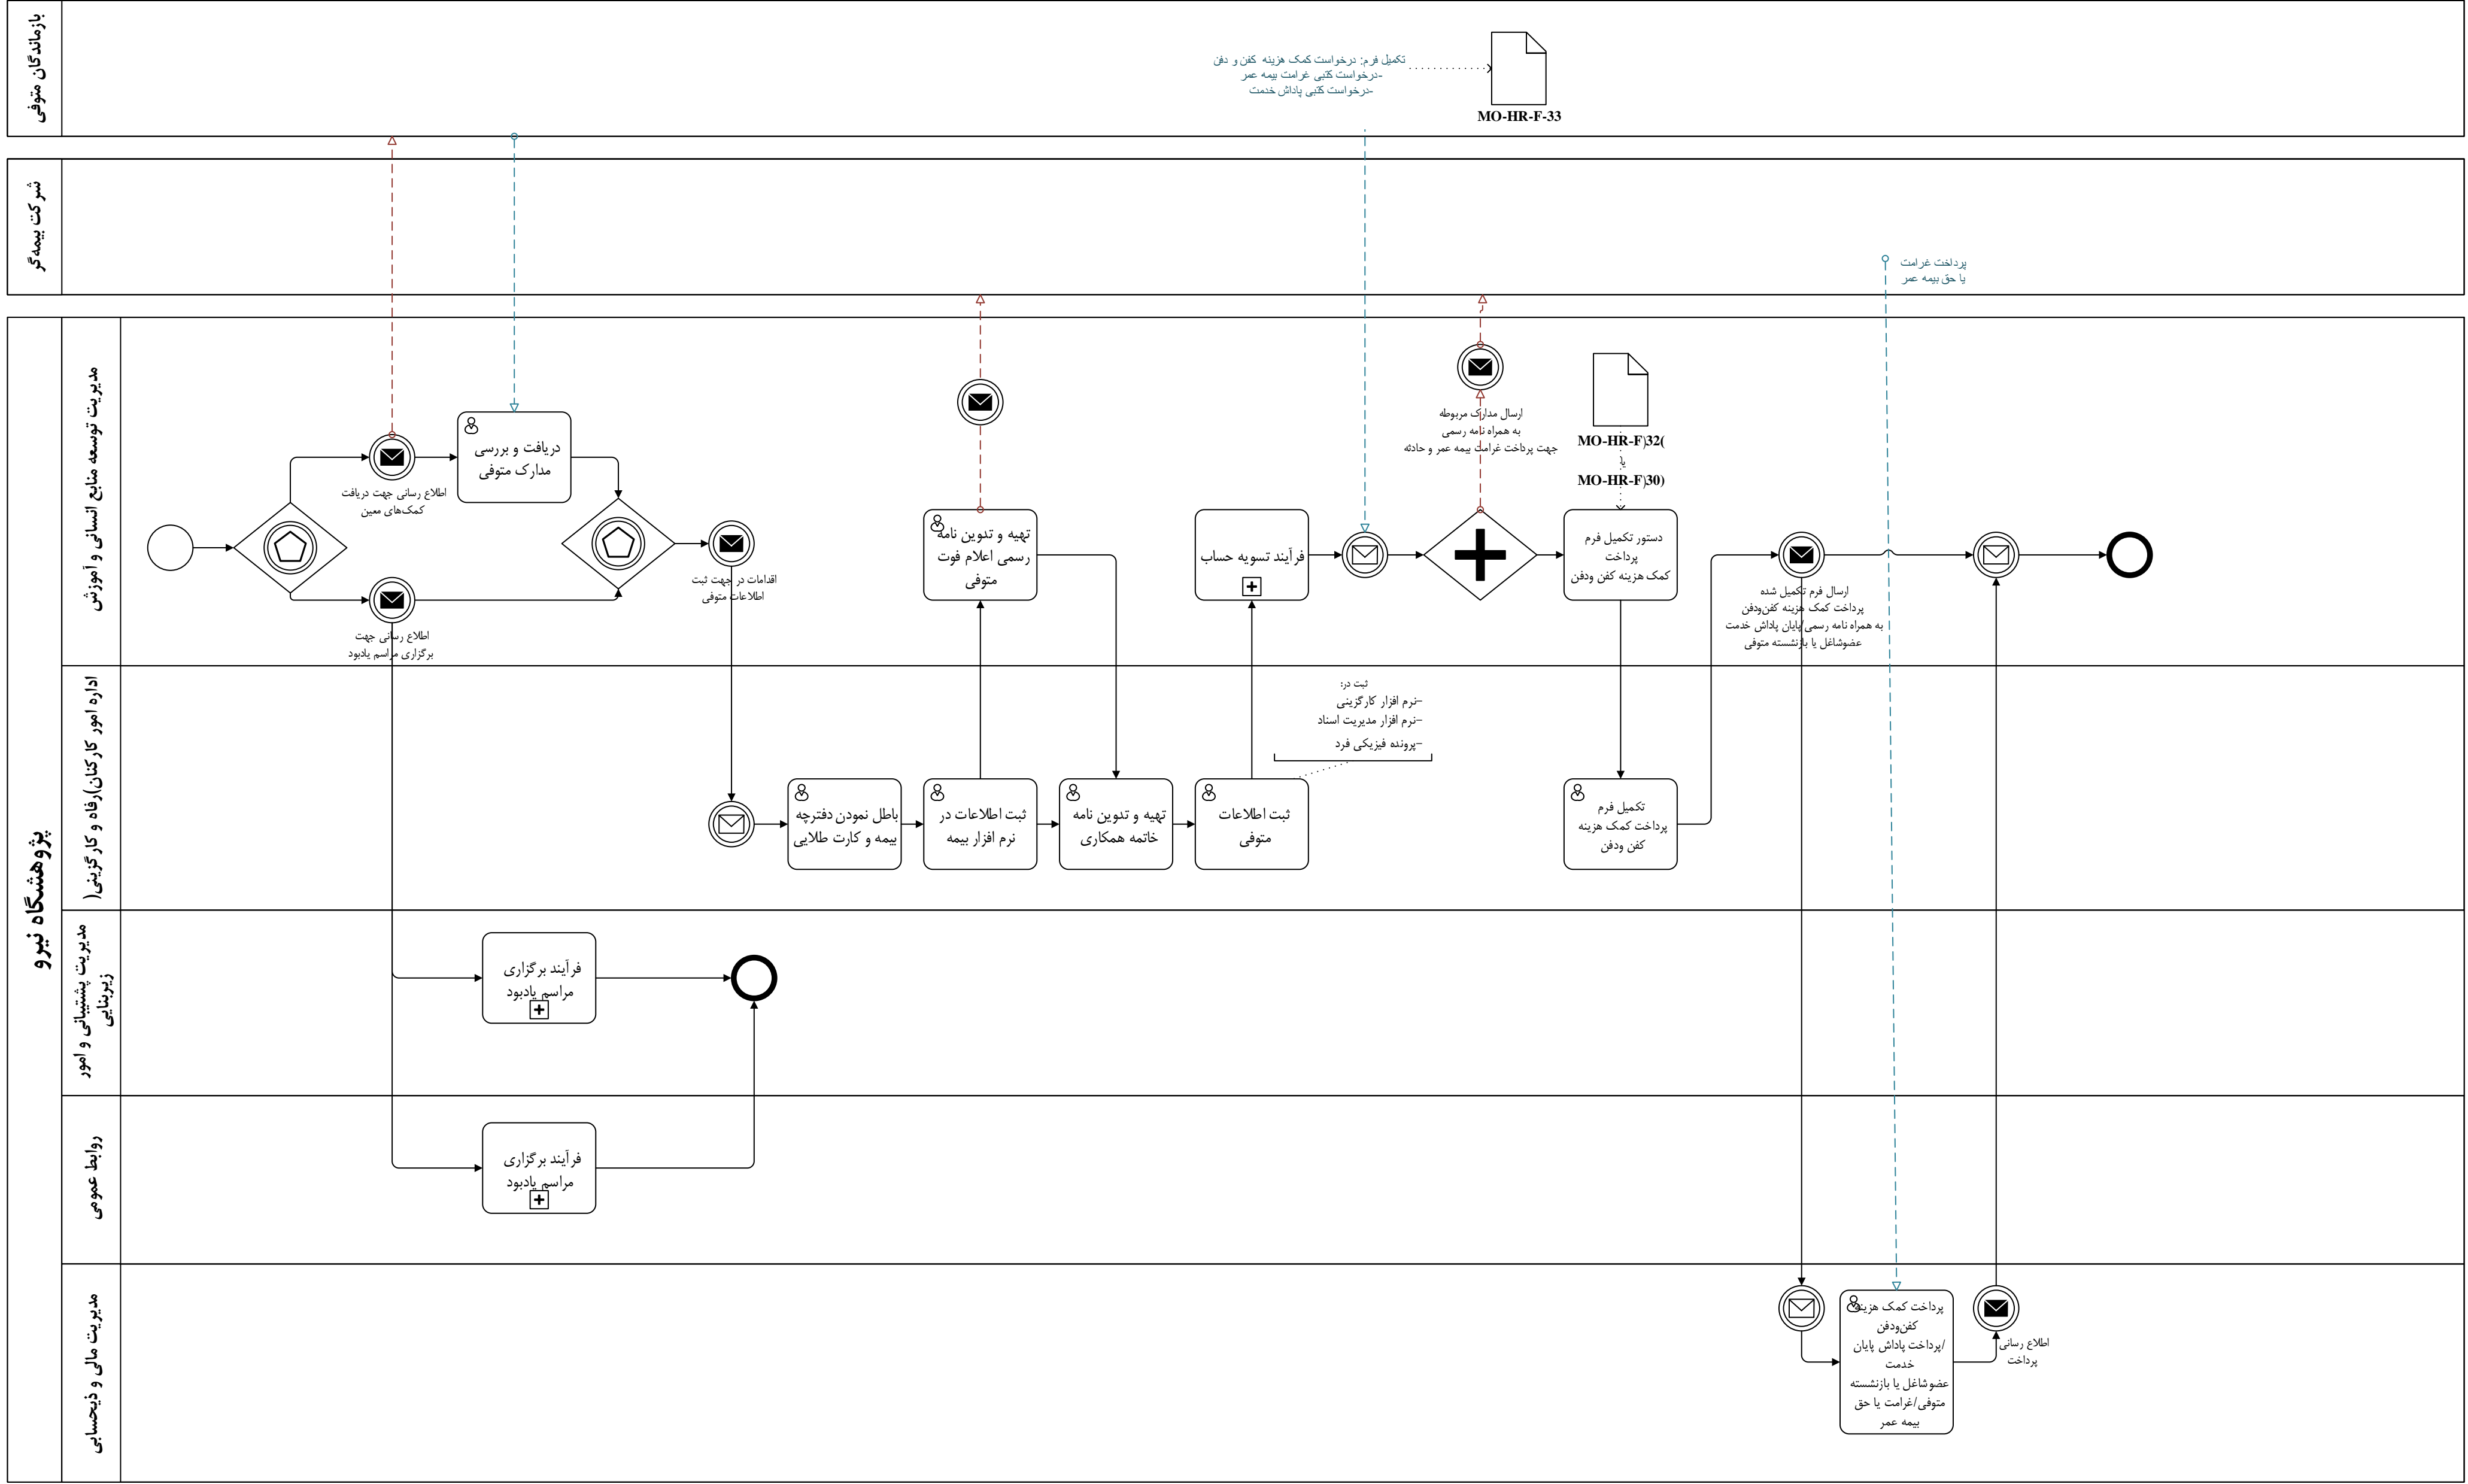 بازماندگان متوفی
تکمیل فرم: درخواست کمک هزینه کفن و دفن
-درخواست کتبی غرامت بیمه عمر
-درخواست کتبی پاداش خدمت
MO-HR-F-33
شرکت بیمه‌گر
پرداخت غرامت
یا حق بیمه عمر
پژوهشگاه نیرو
مدیریت توسعه منابع انسانی و آموزش
اطلاع رسانی جهت دریافت
کمک‌های معین
دریافت و بررسی
مدارک متوفی
اطلاع رسانی جهت
برگزاری مراسم یادبود
اقدامات در جهت ثبت
اطلاعات متوفی
تهیه و تدوین نامه
رسمی اعلام فوت
متوفی
فرآیند تسویه حساب
ارسال مدارک مربوطه
به همراه نامه رسمی
جهت پرداخت غرامت بیمه عمر و حادثه
MO-HR-F)32(
یا
MO-HR-F)30)
دستور تکمیل فرم
پرداخت
کمک هزینه کفن ودفن
ارسال فرم تکمیل شده
پرداخت کمک هزینه کفن‌ودفن
به همراه نامه رسمی/پایان پاداش خدمت
عضوشاغل یا بازنشسته متوفی
اداره امور کارکنان)رفاه و کارگزینی(
باطل نمودن دفترچه
بیمه و کارت طلایی
ثبت اطلاعات در
نرم افزار بیمه
تهیه و تدوین نامه
خاتمه همکاری
ثبت اطلاعات
متوفی
ثبت در:
-نرم افزار کارگزینی
-نرم افزار مدیریت اسناد
-پرونده فیزیکی فرد
تکمیل فرم
پرداخت کمک هزینه
کفن ودفن
مدیریت پشتیبانی و امور
زیربنایی
فرآیند برگزاری
مراسم یادبود
روابط عمومی
فرآیند برگزاری
مراسم یادبود
مدیریت مالی و ذیحسابی
پرداخت کمک هزینه
کفن‌ودفن
/پرداخت پاداش پایان
خدمت
عضوشاغل یا بازنشسته
متوفی/غرامت یا حق
بیمه عمر
اطلاع رسانی
پرداخت